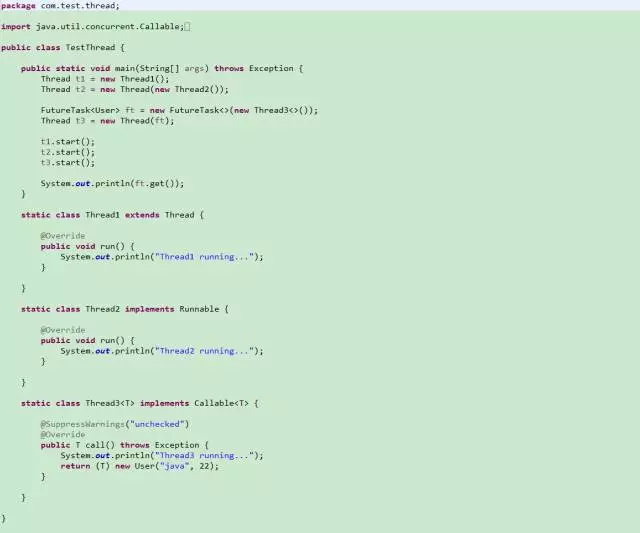 package com.test.thread;
import java.util.concurrent.Callable;
public class TestThread {
public static void main(String[] args) throws Exception {
Thread t1 = new Thread1();
Thread t2 = new Thread(new Thread2());
FutureTask<User> ft = new FutureTask<>(new Thread3<>());
Thread t3 = new Thread(ft);
t1.start();
t2.start();
t3.start();
System.out.println(ft.get());
}
static class Thread1 extends Thread {
@Override
public void run() {
System.out.println("Thread1 running...");
}
}
static class Thread2 implements Runnable {
@Override
public void run() {
System.out.println("Thread2 running...");
}
}
static class Thread3<T> implements Callable<T> {
@SuppressWarnings("unchecked")
@Override
public T call() throws Exception {
System.out.println("Thread3 running...");
return (T) new User("java", 22);
}
}
}